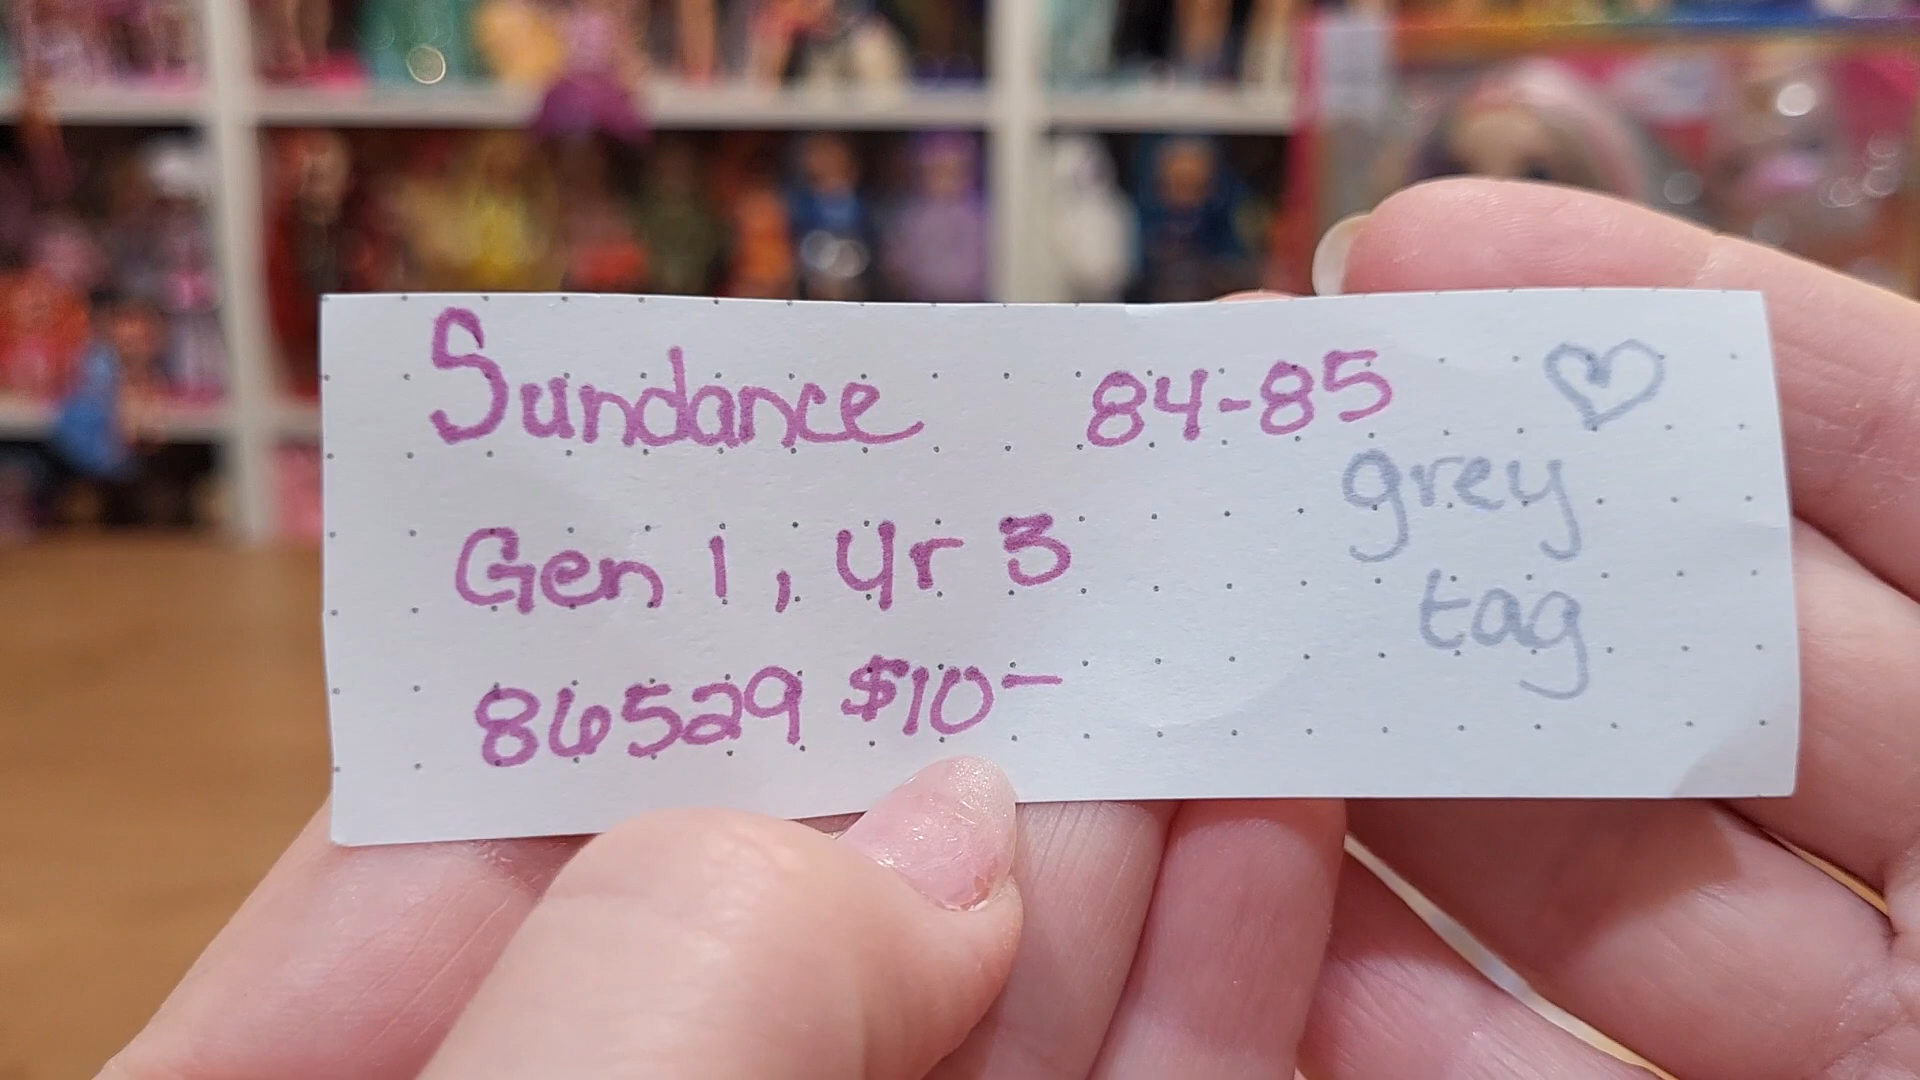 Sundance 84-85 ♡
grey
Gen 1, yr 3
tag
86529 $10-